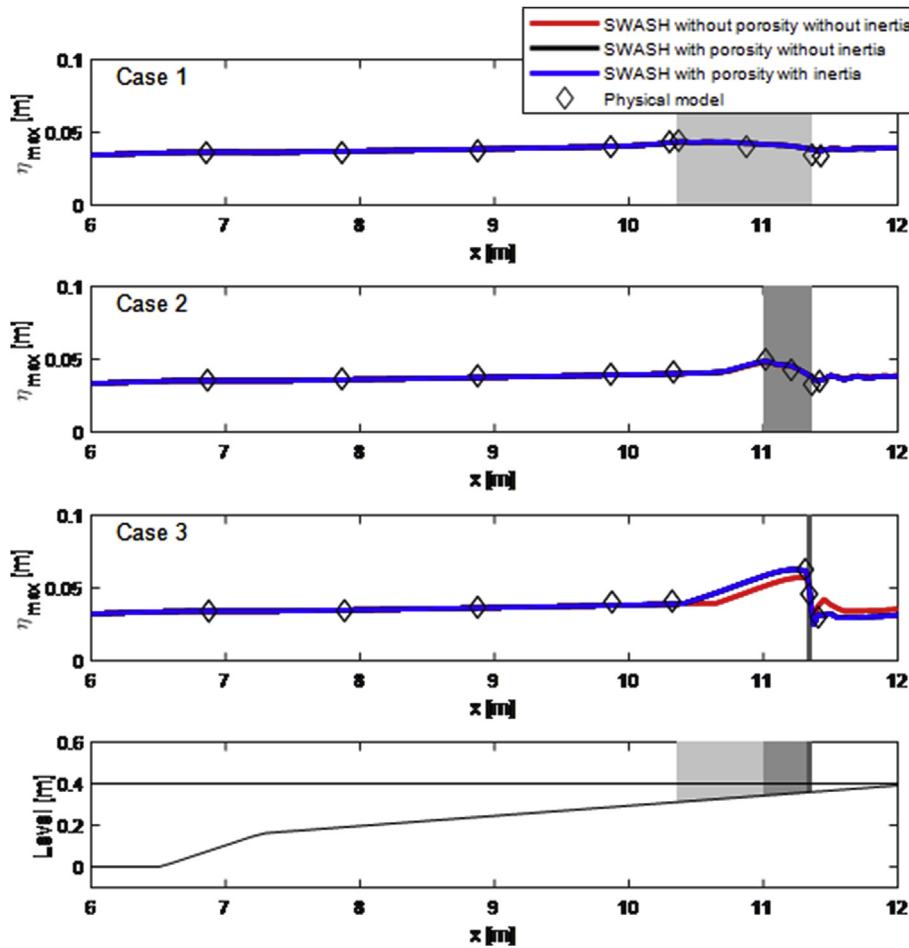 SWASH without porosity without inertia
SWASH with porosity without inertia
SWASH with porosity with inertia
Physical model
0.1
Case 1
0.05
0
η max [m]
6 7 8 9 10 11 12
x [m]
0.1
Case 2
0.05
0
η max [m]
6 7 8 9 10 11 12
x [m]
0.1
Case 3
0.05
0
η max [m]
6 7 8 9 10 11 12
x [m]
0.6
0.4
0.2
0
Level [m]
6 7 8 9 10 11 12
x [m]